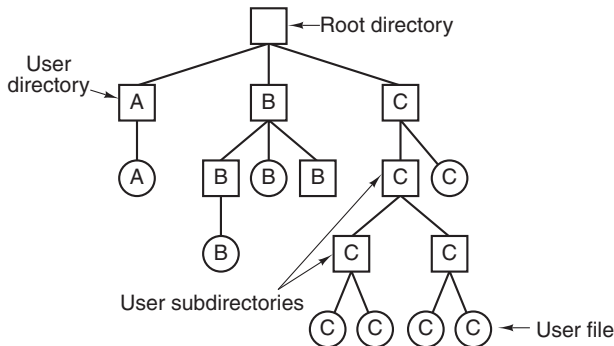 Root directory
User
directory
A B C
A B B B C C
B C C
User subdirectories
C C C C
User file